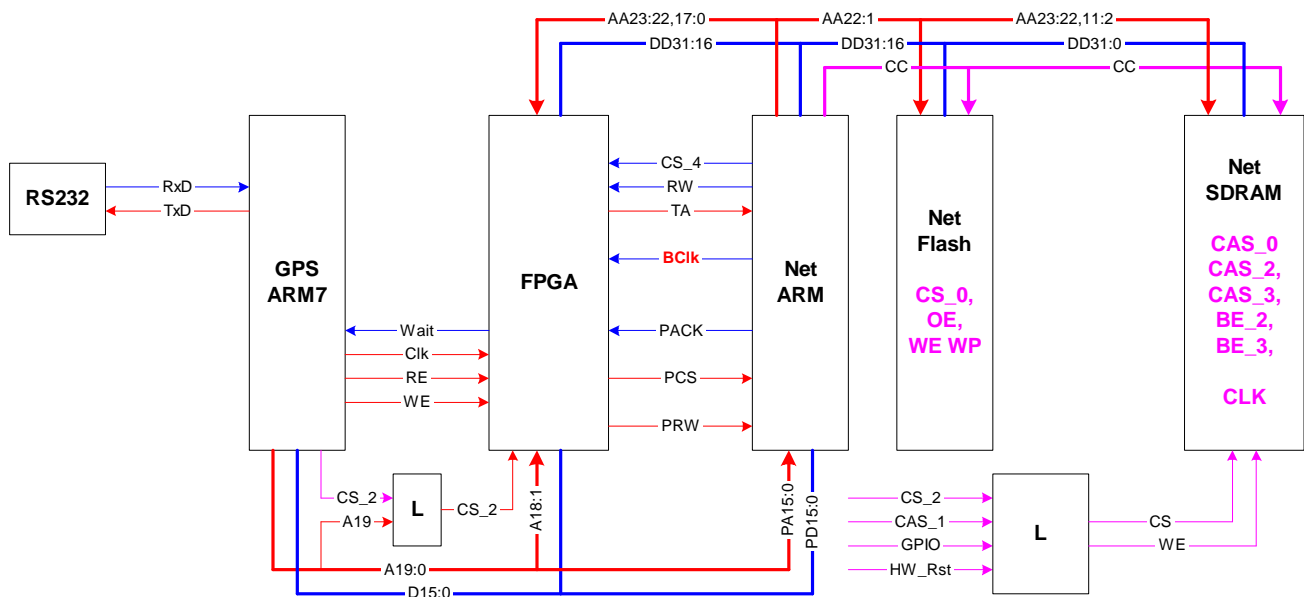 AA23:22,17:0
AA22:1
AA23:22,11:2
DD31:16
DD31:16
DD31:0
CC
CC
RS232
RxD
TxD
GPS
ARM7
FPGA
CS_4
RW
TA
BClk
PACK
PCS
PRW
Net
ARM
Net
Flash
CS_0,
OE,
WE WP
Net
SDRAM
CAS_0
CAS_2,
CAS_3,
BE_2,
BE_3,
CLK
Wait
Clk
RE
WE
CS_2
A19
L
CS_2
A18:1
PA15:0
PD15:0
A19:0
D15:0
CS_2
CAS_1
GPIO
HW_Rst
L
CS
WE